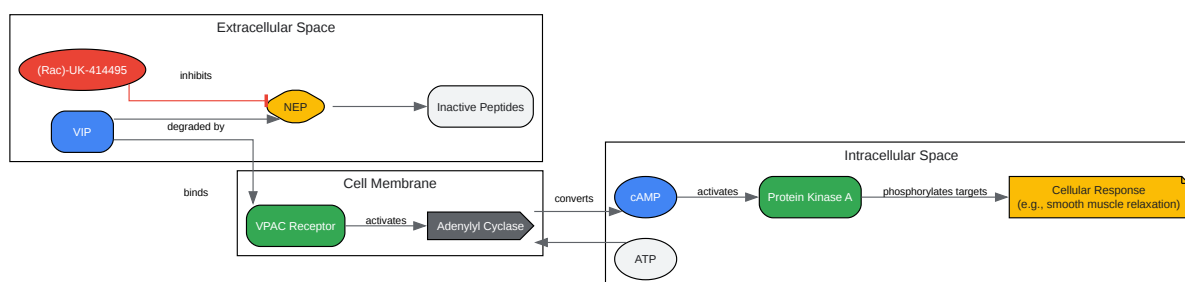 Extracellular Space
(Rac)-UK-414495
inhibits
NEP
Inactive Peptides
VIP
degraded by
binds
Cell Membrane
VPAC Receptor
activates
Adenylyl Cyclase
converts
Intracellular Space
cAMP
activates
Protein Kinase A
phosphorylates targets
Cellular Response
(e.g., smooth muscle relaxation)
ATP